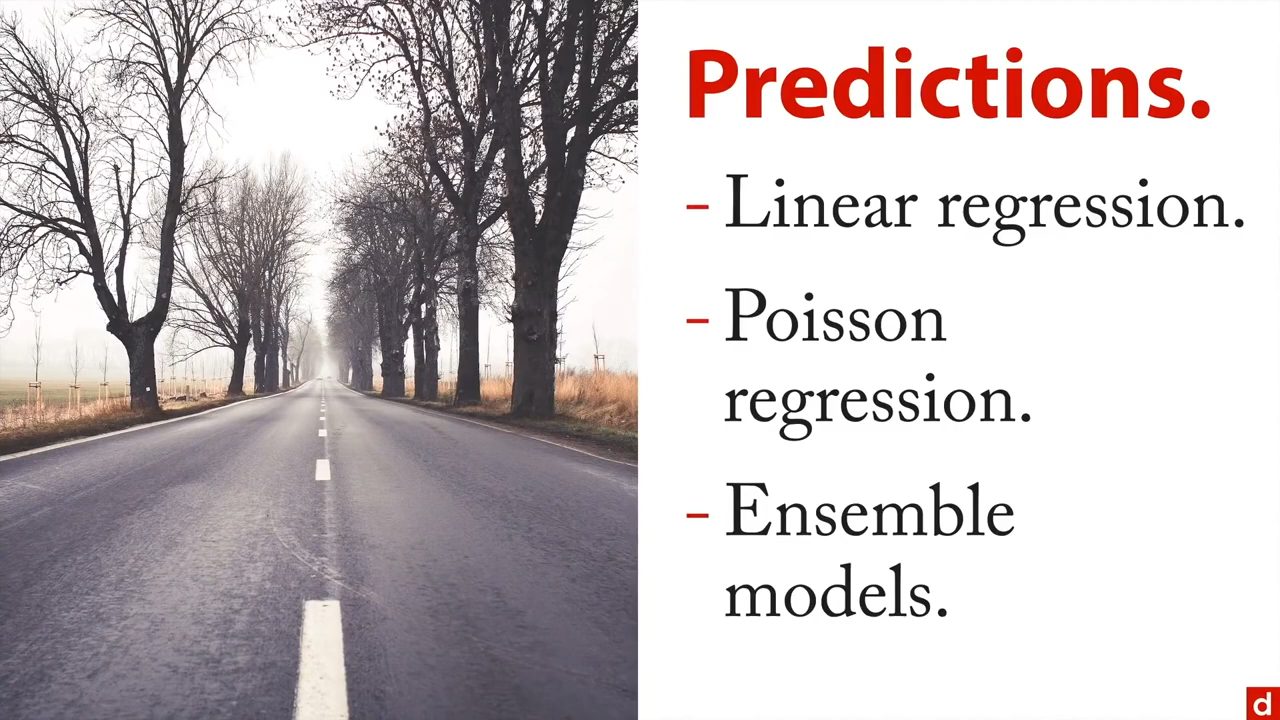 Predictions.
- Linear regression.
- Poisson
regression.
- Ensemble
models.
d